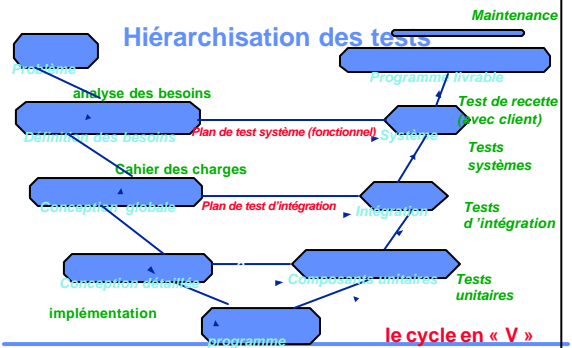 Maintenance
Hiérarchisation des tests
Problème
Programme livrable
analyse des besoins
Test de recette
(avec client)
Définition des besoins
Plan de test système (fonctionnel)
Système
Tests
systèmes
Cahier des charges
Conception globale
Plan de test d'intégration
Intégration
Tests
d ’intégration
Conception détaillée
Composants unitaires
Tests
unitaires
implémentation
programme
le cycle en « V »